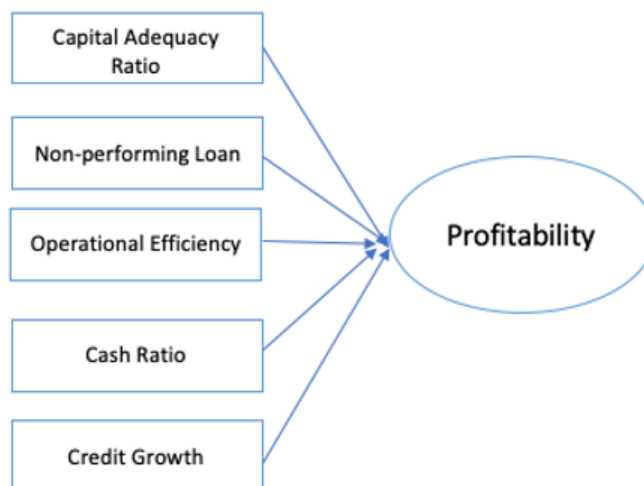 Capital Adequacy
Ratio
Non-performing Loan
Operational Efficiency
Cash Ratio
Credit Growth
Profitability